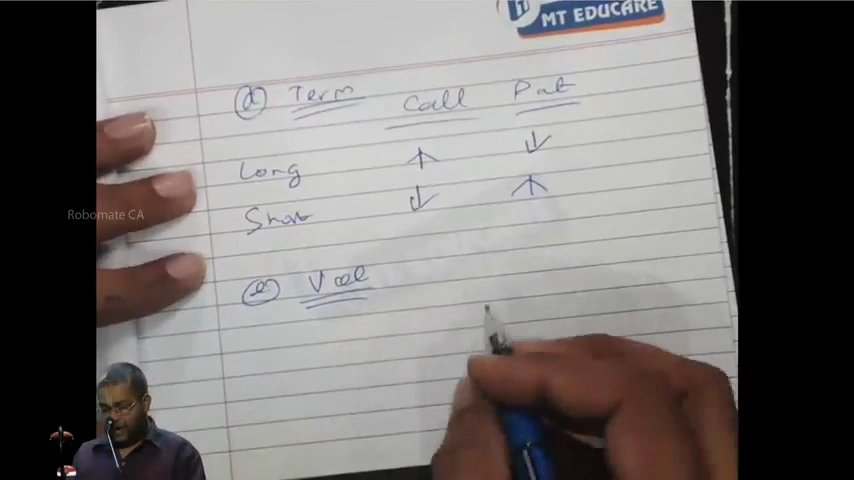 MT EDUCARE
(d) Term Call Put
Long ↑ ↓
Short ↓ ↑
Robomate CA
(e) Vol